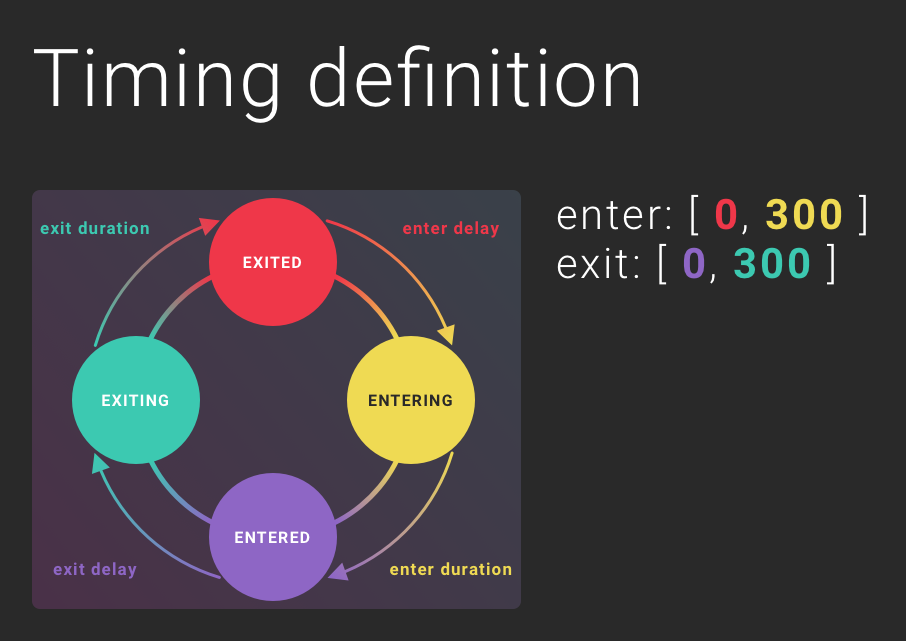 Timing definition
exit duration
enter delay
EXITED
EXITING
ENTERING
ENTERED
exit delay
enter duration
enter: [ 0, 300 ]
exit: [ 0, 300 ]